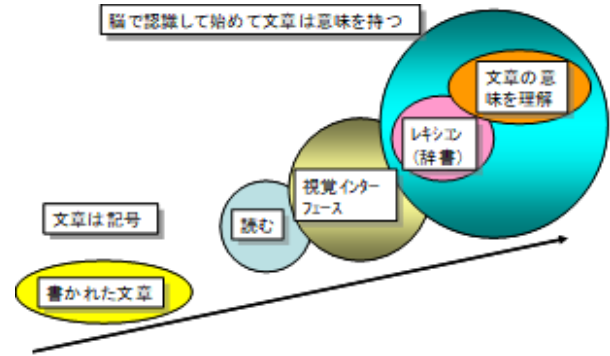 脳で認識して始めて文章は意味を持つ
文章の意
味を理解
レキシコン
（辞書）
視覚インター
フェース
読む
文章は記号
書かれた文章